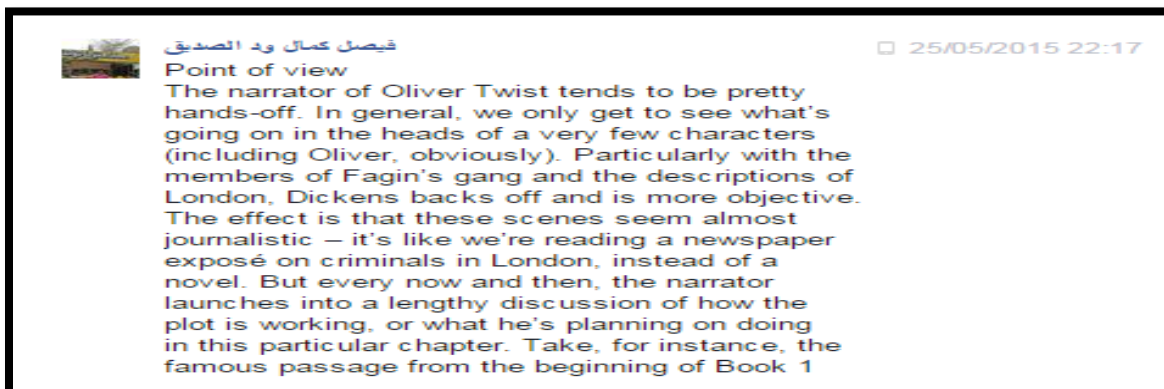 فيصل كمال ود الصديق
25/05/2015 22:17
Point of view
The narrator of Oliver Twist tends to be pretty
hands-off. In general, we only get to see what's
going on in the heads of a very few characters
(including Oliver, obviously). Particularly with the
members of Fagin's gang and the descriptions of
London, Dickens backs off and is more objective.
The effect is that these scenes seem almost
journalistic – it's like we're reading a newspaper
exposé on criminals in London, instead of a
novel. But every now and then, the narrator
launches into a lengthy discussion of how the
plot is working, or what he's planning on doing
in this particular chapter. Take, for instance, the
famous passage from the beginning of Book 1